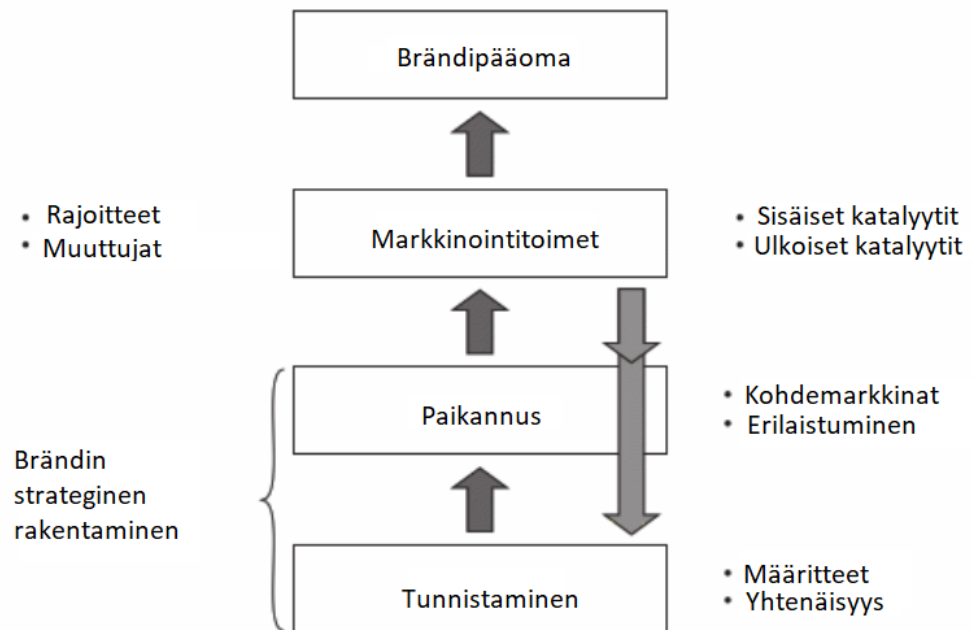 Brändipääoma
• Rajoitteet
• Muuttujat
Markkinointitoimet
• Sisäiset katalyytit
• Ulkoiset katalyytit
Paikannus
• Kohdemarkkinat
• Erilaistuminen
Brändin
strateginen
rakentaminen
Tunnistaminen
• Määritteet
• Yhtenäisyys